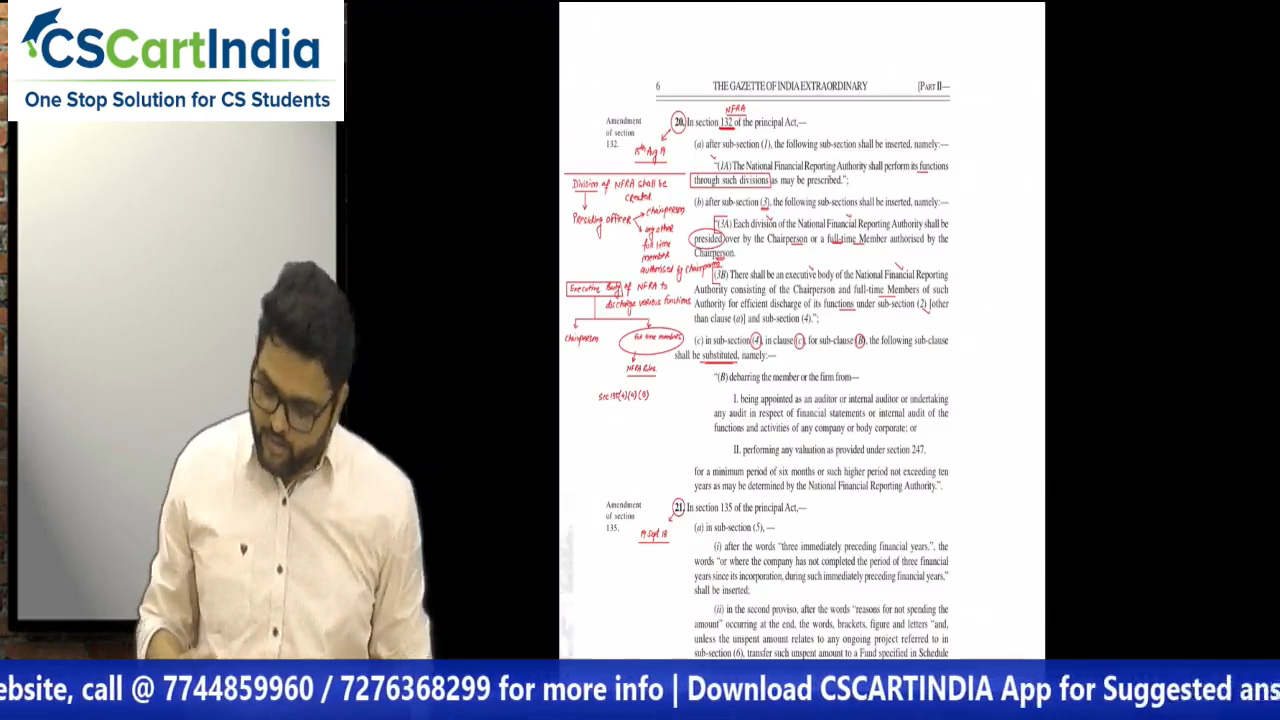 CSCartIndia
One Stop Solution for CS Students
6 THE GAZETTE OF INDIA EXTRAORDINARY [PART II—
NFRA
Amendment
of section
132.
20. In section 132 of the principal Act,—
15th Aug 19
(a) after sub-section (1), the following sub-section shall be inserted, namely:—
"(1A) The National Financial Reporting Authority shall perform its functions
through such divisions as may be prescribed.";
Division of NFRA shall be
created
Presiding officer
chairperson
any other
full time
member
authorised by chairperson
(b) after sub-section (3), the following sub-sections shall be inserted, namely:—
"(3A) Each division of the National Financial Reporting Authority shall be
presided over by the Chairperson or a full-time Member authorised by the
Chairperson.
(3B) There shall be an executive body of the National Financial Reporting
Authority consisting of the Chairperson and full-time Members of such
Authority for efficient discharge of its functions under sub-section (2) [other
than clause (a)] and sub-section (4).";
Executive Body of NFRA to
discharge various functions.
Chairperson
full time members
NFRA Rules.
(c) in sub-section (4), in clause (c), for sub-clause (B), the following sub-clause
shall be substituted, namely:—
"(B) debarring the member or the firm from—
I. being appointed as an auditor or internal auditor or undertaking
any audit in respect of financial statements or internal audit of the
functions and activities of any company or body corporate; or
II. performing any valuation as provided under section 247,
for a minimum period of six months or such higher period not exceeding ten
years as may be determined by the National Financial Reporting Authority.".
Amendment
of section
135.
21. In section 135 of the principal Act,—
19 Sept 18
(a) in sub-section (5), —
(i) after the words "three immediately preceding financial years,", the
words "or where the company has not completed the period of three financial
years since its incorporation, during such immediately preceding financial years,"
shall be inserted;
(ii) in the second proviso, after the words "reasons for not spending the
amount" occurring at the end, the words, brackets, figure and letters "and,
unless the unspent amount relates to any ongoing project referred to in
sub-section (6), transfer such unspent amount to a Fund specified in Schedule
ebsite, call @ 7744859960 / 7276368299 for more info | Download CSCARTINDIA App for Suggested ans